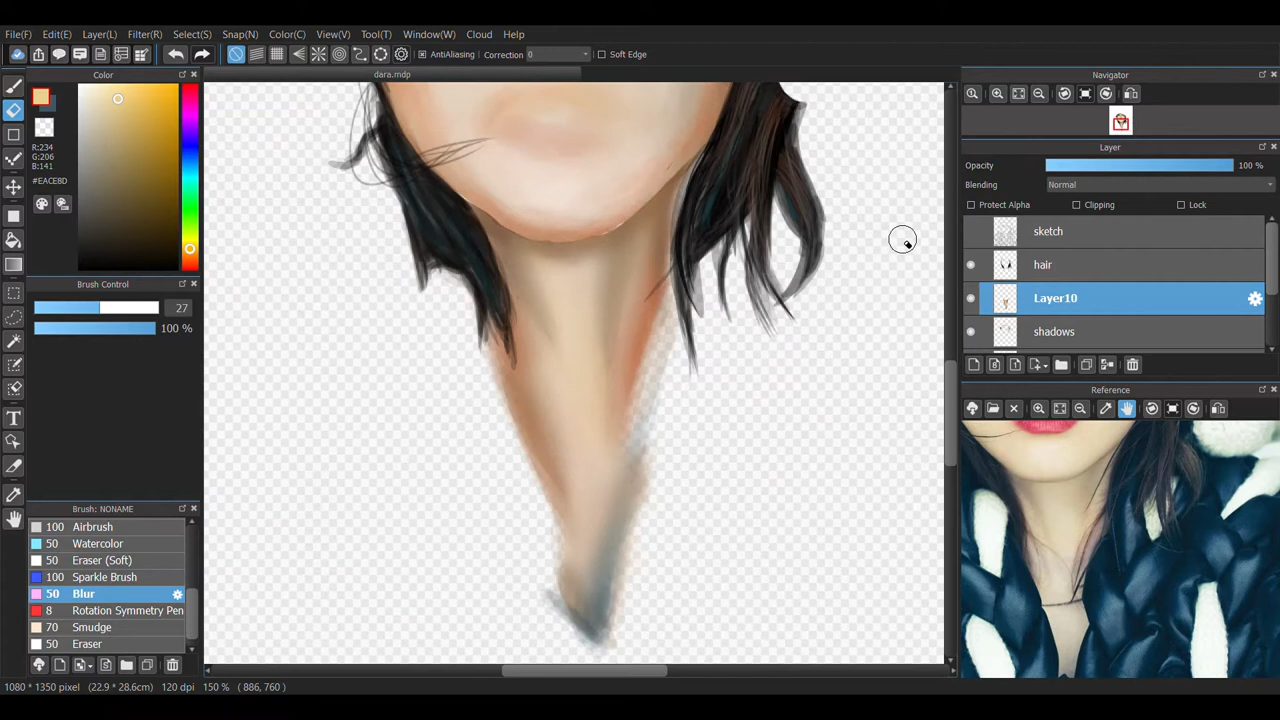 File(F) Edit(E) Layer(L) Filter(R) Select(S) Snap(N) Color(C) View(V) Tool(T) Window(W) Cloud Help
AntiAliasing Correction 0 Soft Edge
Color
dara.mdp
Navigator
R:234
G:206
B:141
#EACE8D
Layer
Opacity 100 %
Blending Normal
Protect Alpha Clipping Lock
sketch
hair
Layer10
shadows
Brush Control
27
100 %
Reference
Brush: NONAME
100 Airbrush
50 Watercolor
50 Eraser (Soft)
100 Sparkle Brush
50 Blur
8 Rotation Symmetry Pen
70 Smudge
50 Eraser
1080 * 1350 pixel (22.9 * 28.6cm) 120 dpi 150 % ( 886, 760 )